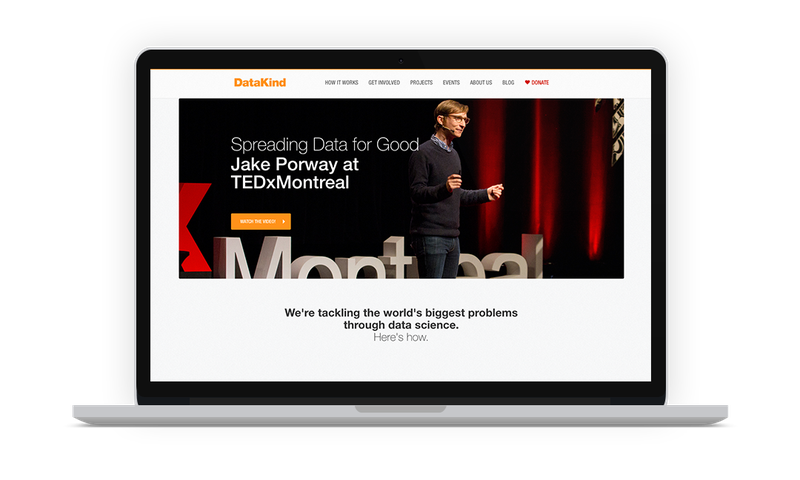 DataKind
HOW IT WORKS GET INVOLVED PROJECTS EVENTS ABOUT US BLOG DONATE
Spreading Data for Good
Jake Porway at
TEDxMontreal
WATCH THE VIDEO!
Montreal
We're tackling the world's biggest problems
through data science.
Here's how.